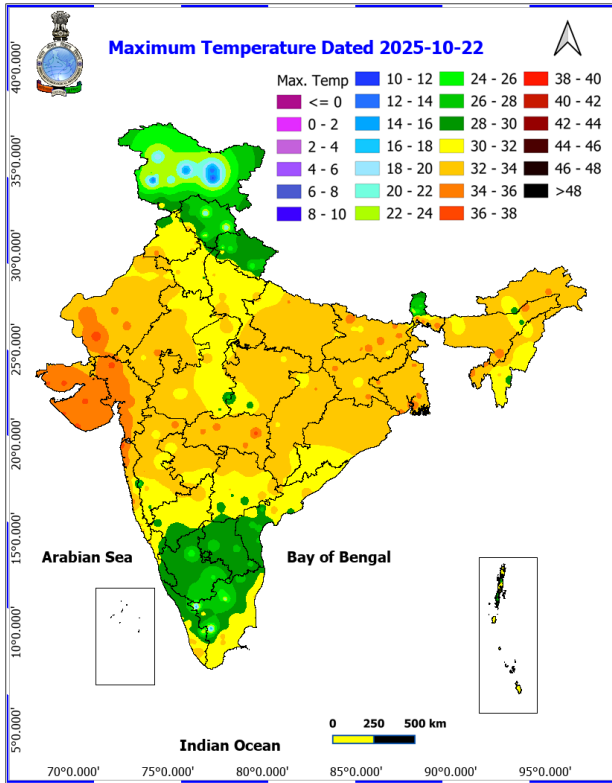 Maximum Temperature Dated 2025-10-22
Max. Temp
<= 0
0 - 2
2 - 4
4 - 6
6 - 8
8 - 10
10 - 12
12 - 14
14 - 16
16 - 18
18 - 20
20 - 22
22 - 24
24 - 26
26 - 28
28 - 30
30 - 32
32 - 34
34 - 36
36 - 38
38 - 40
40 - 42
42 - 44
44 - 46
46 - 48
>48
40°0.000'
35°0.000'
30°0.000'
25°0.000'
20°0.000'
15°0.000'
10°0.000'
5°0.000'
Arabian Sea
Bay of Bengal
Indian Ocean
0 250 500 km
70°0.000' 75°0.000' 80°0.000' 85°0.000' 90°0.000' 95°0.000'